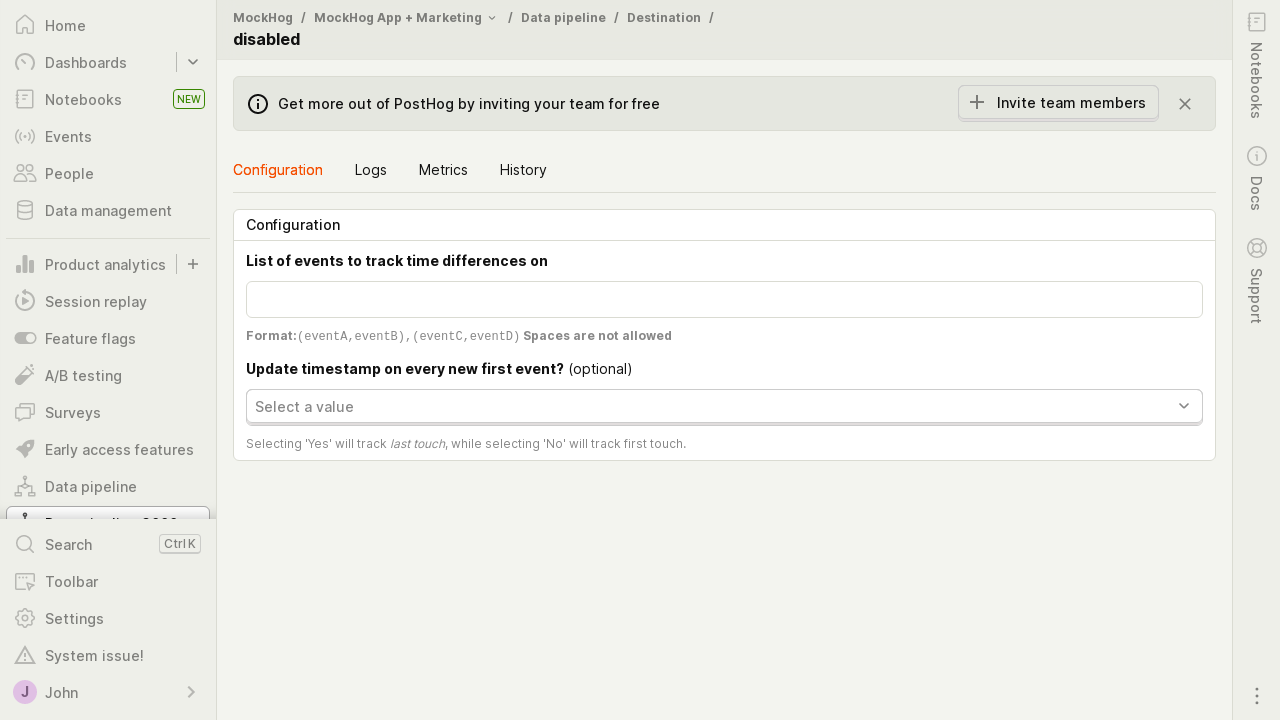 Home
Dashboards
Notebooks NEW
Events
People
Data management
Product analytics
Session replay
Feature flags
A/B testing
Surveys
Early access features
Data pipeline
Search Ctrl K
Toolbar
Settings
System issue!
J John
MockHog / MockHog App + Marketing / Data pipeline / Destination /
disabled
Get more out of PostHog by inviting your team for free
Invite team members
Configuration Logs Metrics History
Configuration
List of events to track time differences on
Format:(eventA,eventB),(eventC,eventD) Spaces are not allowed
Update timestamp on every new first event? (optional)
Select a value
Selecting 'Yes' will track last touch, while selecting 'No' will track first touch.
Notebooks
Docs
Support